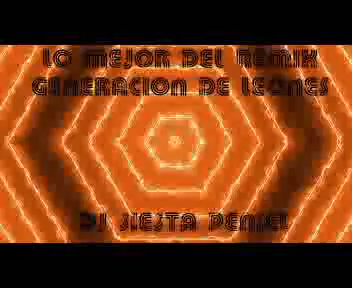 LO MEJOR DEL REMIX
GENERACION DE LEONES
DJ SIESTA PENIEL